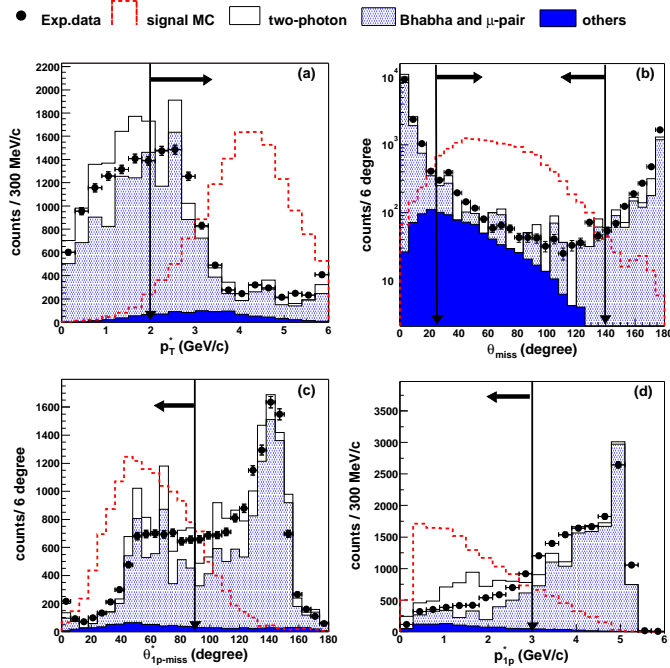 Exp.data signal MC two-photon Bhabha and μ-pair others
(a)
counts / 300 MeV/c
2200
2000
1800
1600
1400
1200
1000
800
600
400
200
0
0 1 2 3 4 5 6
p*T (GeV/c)
(b)
counts/ 6 degree
10^4
10^3
10^2
10
0 20 40 60 80 100 120 140 160 180
θmiss (degree)
(c)
counts/ 6 degree
1600
1400
1200
1000
800
600
400
200
0
0 20 40 60 80 100 120 140 160 180
θ*1p-miss (degree)
(d)
counts / 300 MeV/c
3500
3000
2500
2000
1500
1000
500
0
0 1 2 3 4 5
p*1p (GeV/c)